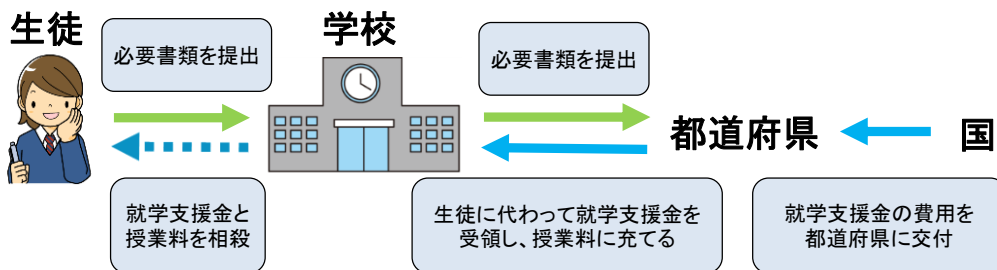 生徒
学校
必要書類を提出
必要書類を提出
都道府県
国
就学支援金と
授業料を相殺
生徒に代わって就学支援金を
受領し、授業料に充てる
就学支援金の費用を
都道府県に交付